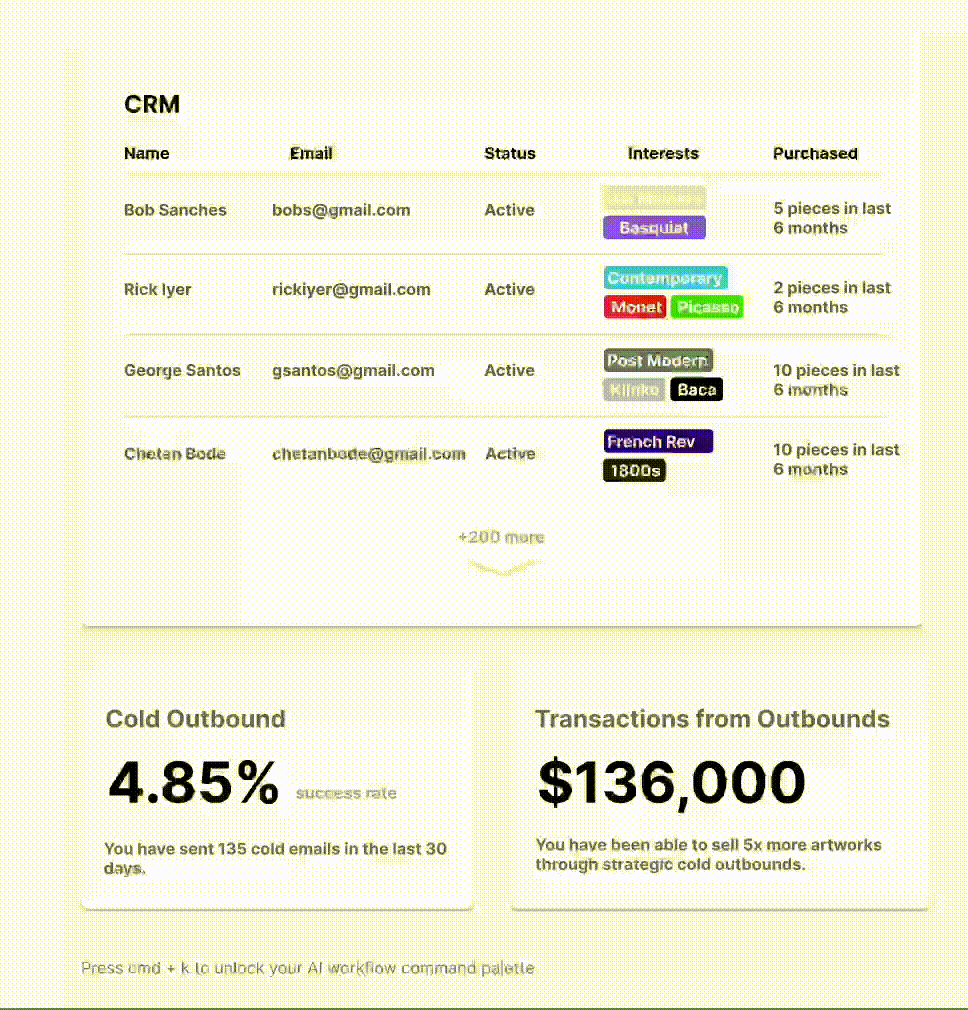 CRM
Name Email Status Interests Purchased
Bob Sanches bobs@gmail.com Active Basquiat 5 pieces in last
6 months
Rick Iyer rickiyer@gmail.com Active Contemporary 2 pieces in last
Monet Picasso 6 months
George Santos gsantos@gmail.com Active Post Modern 10 pieces in last
Klinko Baca 6 months
Chetan Bode chetanbode@gmail.com Active French Rev 10 pieces in last
1800s 6 months
+200 more
Cold Outbound
4.85% success rate
You have sent 135 cold emails in the last 30
days.
Transactions from Outbounds
$136,000
You have been able to sell 5x more artworks
through strategic cold outbounds.
Press cmd + k to unlock your AI workflow command palette